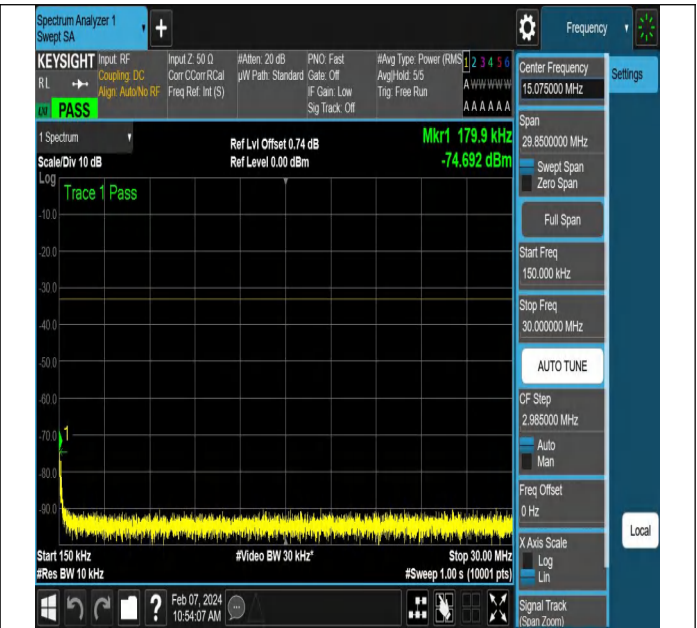 Spectrum Analyzer 1
Swept SA
+
Frequency
KEYSIGHT
Input: RF
Coupling: DC
Align: Auto/No RF
Input Z: 50 Ω
Corr CCorr RCal
Freq Ref: Int (S)
#Atten: 20 dB
µW Path: Standard
PNO: Fast
Gate: Off
IF Gain: Low
Sig Track: Off
#Avg Type: Power (RMS
Avg|Hold: 5/5
Trig: Free Run
1 2 3 4 5 6
A W W W W W
A A A A A A
R L
PASS
1 Spectrum
Scale/Div 10 dB
Ref Lvl Offset 0.74 dB
Ref Level 0.00 dBm
Mkr1 179.9 kHz
-74.692 dBm
Log
Trace 1 Pass
-10.0
-20.0
-30.0
-40.0
-50.0
-60.0
-70.0
1
-80.0
-90.0
Start 150 kHz
#Video BW 30 kHz*
Stop 30.00 MHz
#Res BW 10 kHz
#Sweep 1.00 s (10001 pts)
?
Feb 07, 2024
10:54:07 AM
Center Frequency
15.075000 MHz
Settings
Span
29.8500000 MHz
Swept Span
Zero Span
Full Span
Start Freq
150.000 kHz
Stop Freq
30.000000 MHz
AUTO TUNE
CF Step
2.985000 MHz
Auto
Man
Freq Offset
0 Hz
X Axis Scale
Log
Lin
Local
Signal Track
(Span Zoom)